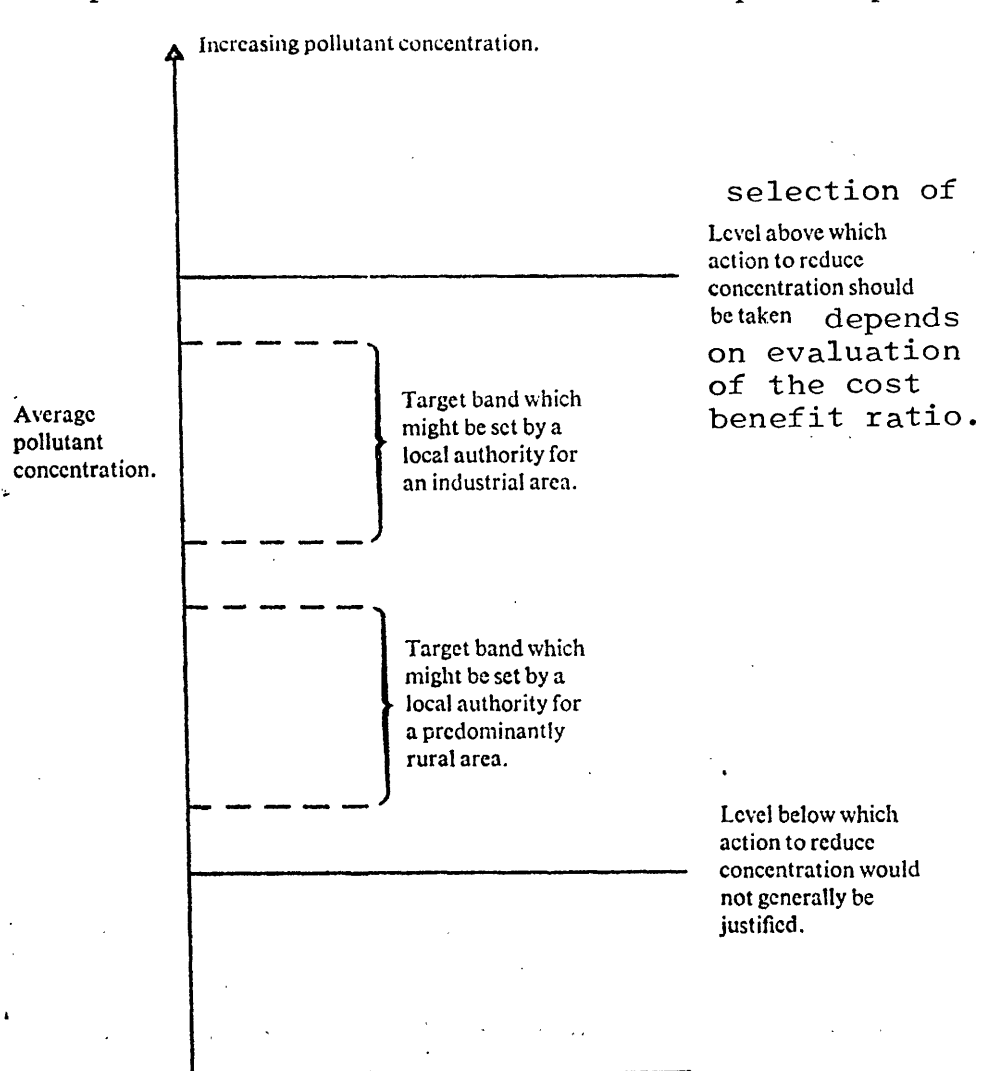 Increasing pollutant concentration.
selection of
Level above which
action to reduce
concentration should
be taken depends
on evaluation
of the cost
benefit ratio.
Average
pollutant
concentration.
Target band which
might be set by a
local authority for
an industrial area.
Target band which
might be set by a
local authority for
a predominantly
rural area.
Level below which
action to reduce
concentration would
not generally be
justified.